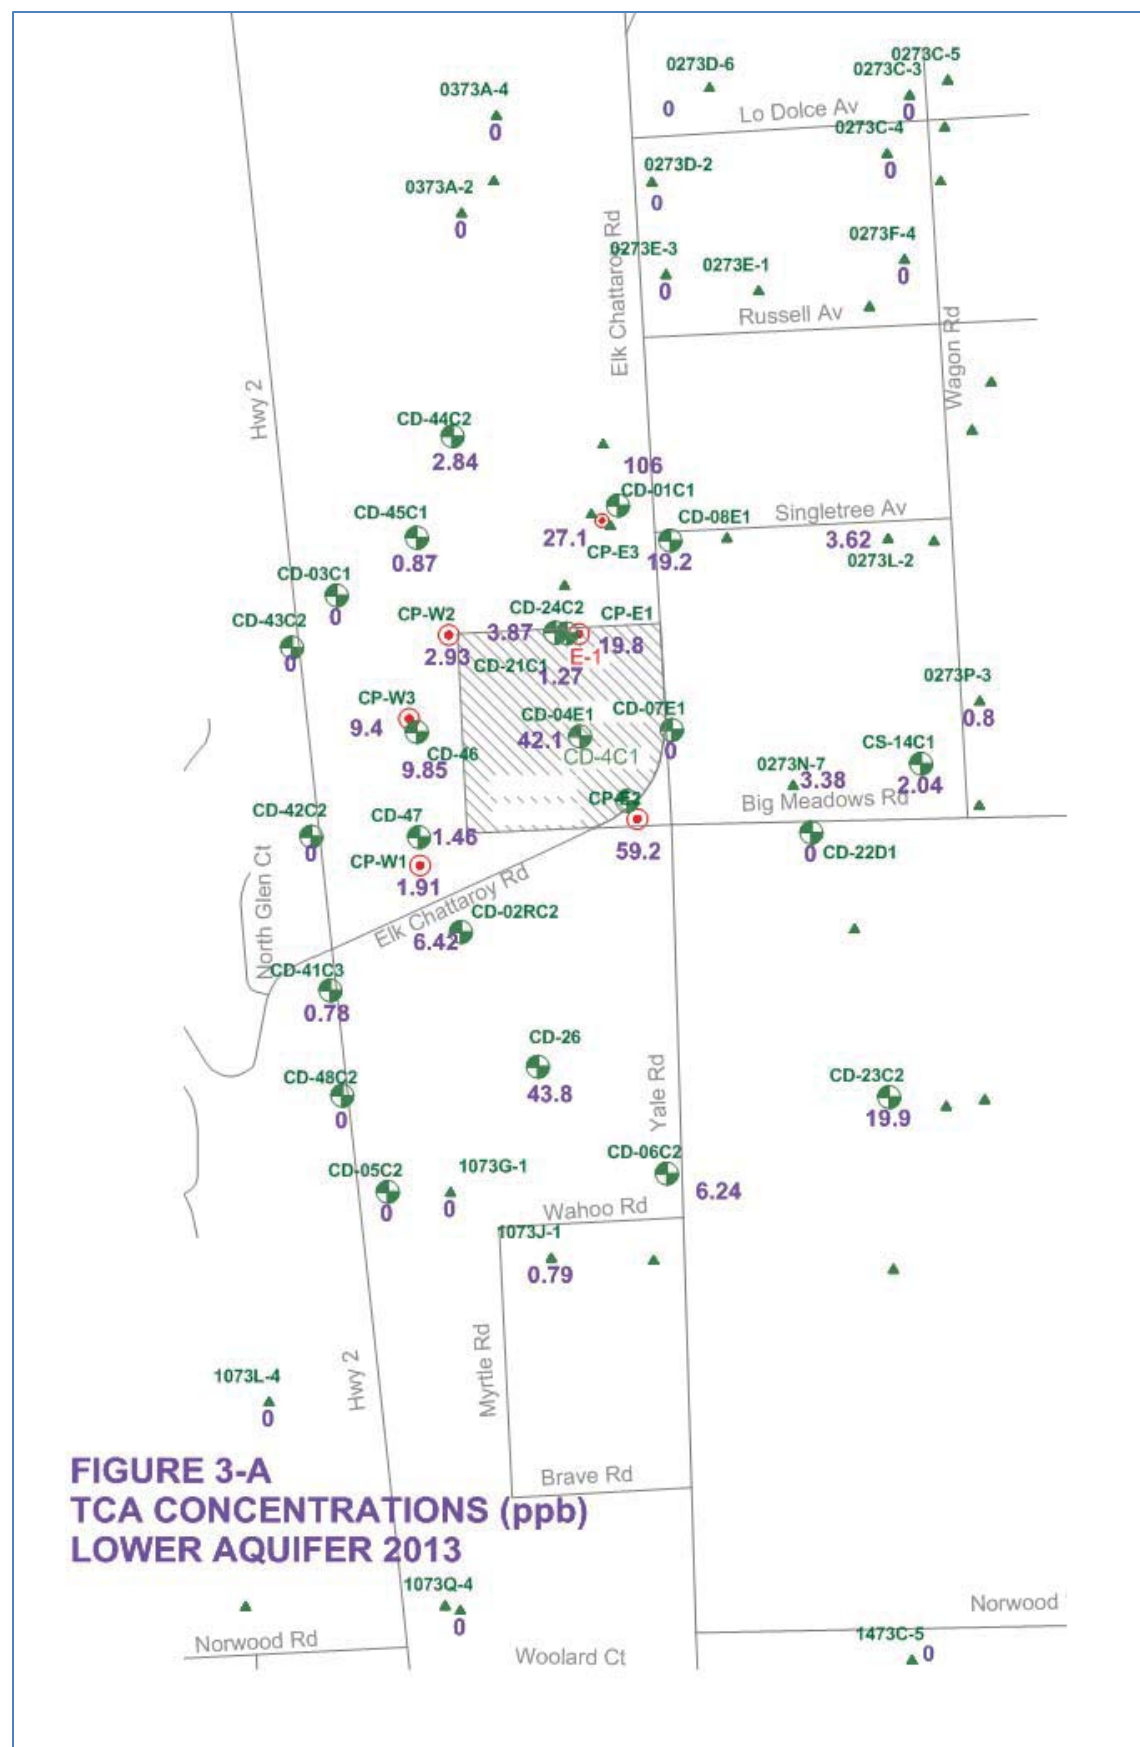 0273C-5
0273D-6
0273C-3
0373A-4
0
0
Lo Dolce Av
0
0273C-4
0273D-2
0
0373A-2
0
0
Elk Chattaroy Rd
0273F-4
0273E-3
0273E-1
0
0
Russell Av
Wagon Rd
Hwy 2
CD-44C2
2.84
106
CD-01C1
CD-45C1
Singletree Av
CD-08E1
27.1
3.62
CP-E3
0.87
19.2
0273L-2
CD-03C1
0
CD-24C2
CP-E1
CP-W2
CD-43C2
3.87
19.8
2.93
0
CD-21C1
E-1
1.27
0273P-3
CP-W3
CD-07E1
9.4
CD-04E1
0.8
42.1
CS-14C1
CD-46
CD-4C1
0
0273N-7
9.85
3.38
2.04
CP-E2
Big Meadows Rd
CD-42C2
CD-47
1.46
0
59.2
0
CD-22D1
CP-W1
1.91
North Glen Ct
Elk Chattaroy Rd
CD-02RC2
6.42
CD-41C3
0.78
CD-26
CD-48C2
43.8
CD-23C2
0
19.9
Yale Rd
CD-06C2
CD-05C2
1073G-1
6.24
0
0
Wahoo Rd
1073J-1
0.79
Hwy 2
Myrtle Rd
1073L-4
0
FIGURE 3-A
Brave Rd
TCA CONCENTRATIONS (ppb)
LOWER AQUIFER 2013
1073Q-4
Norwood
0
Norwood Rd
1473C-5
0
Woolard Ct